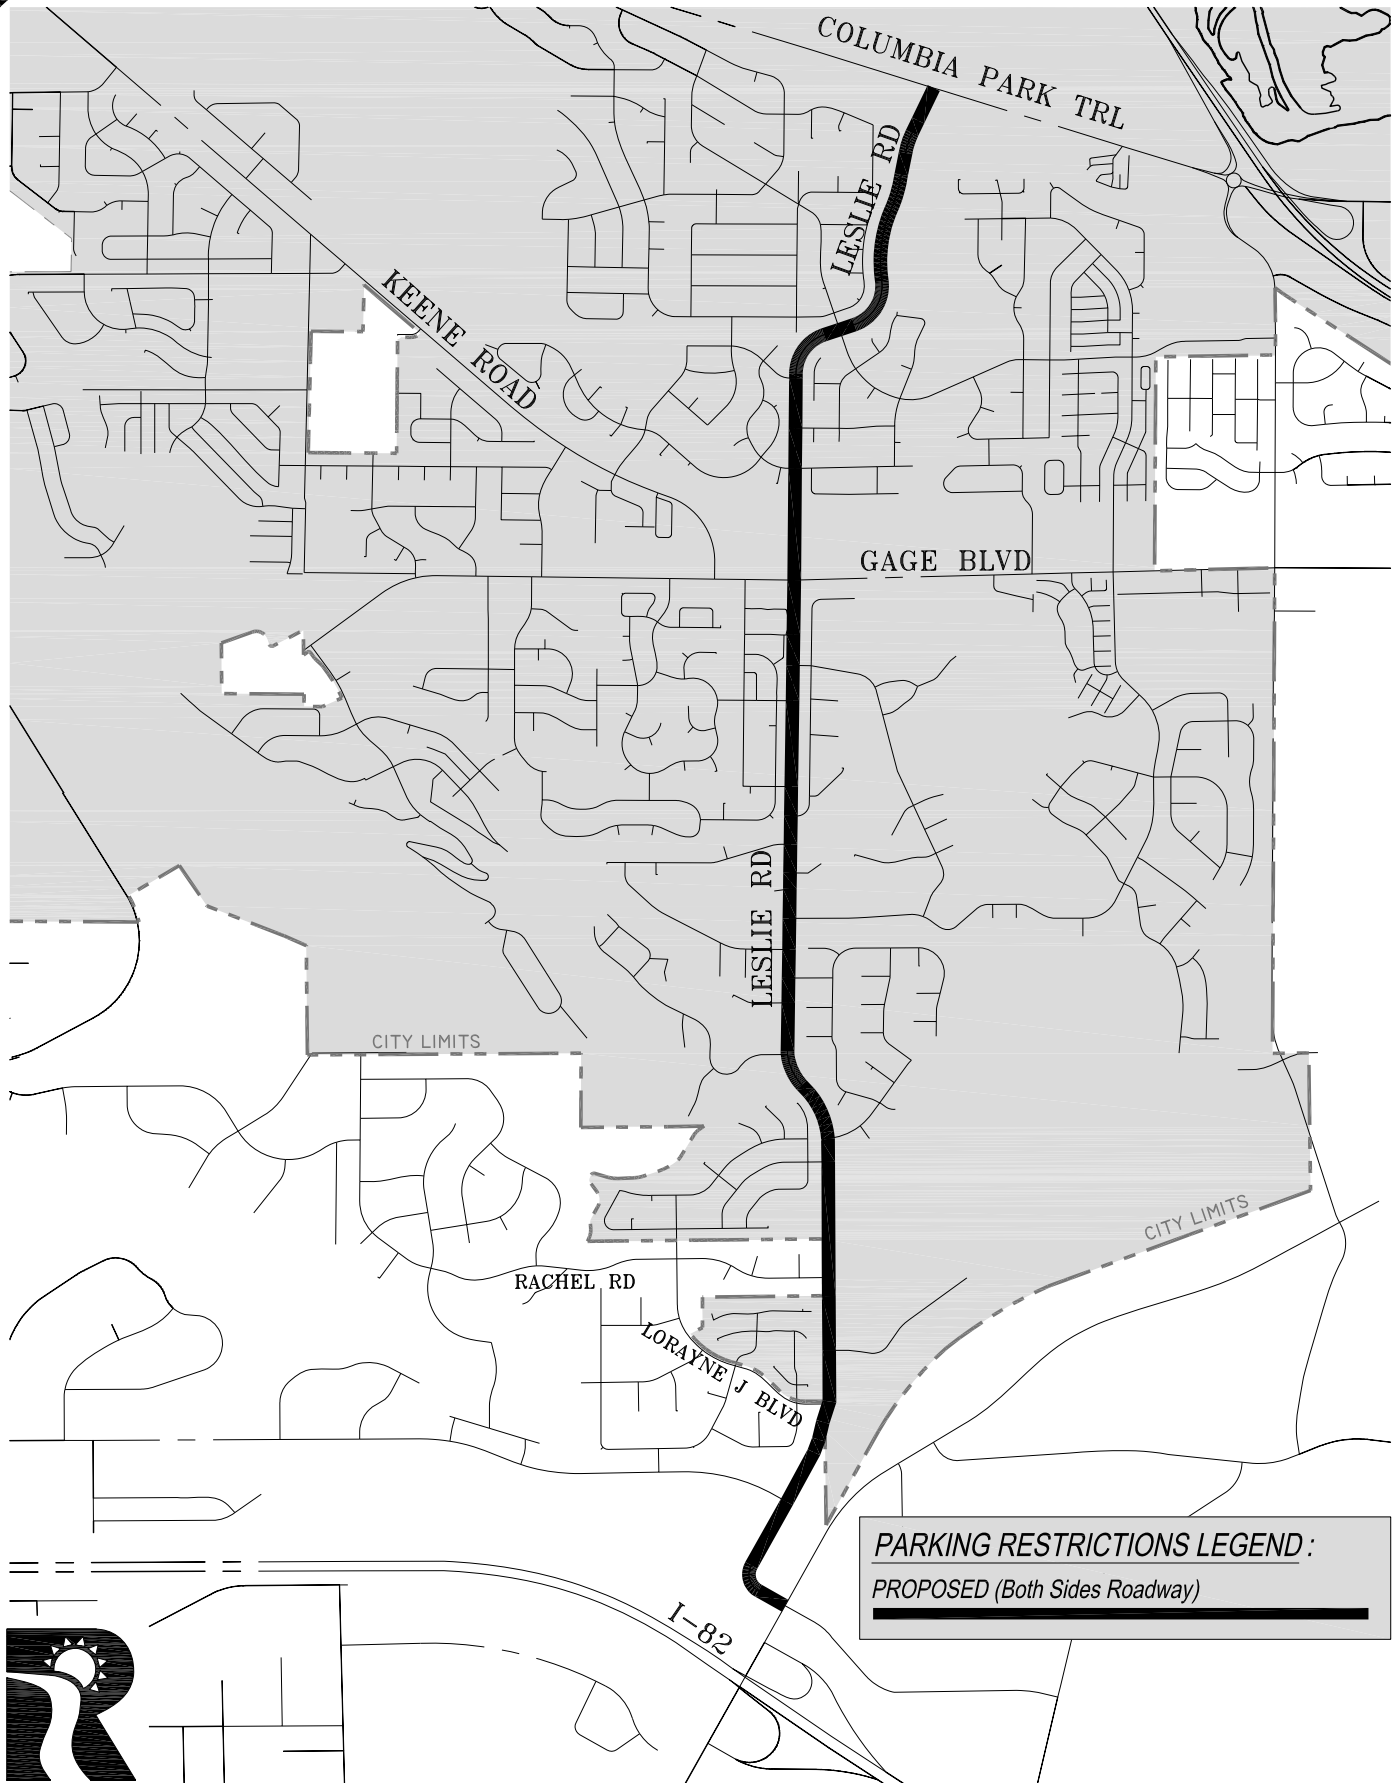 COLUMBIA PARK TRL
LESLIE RD
KEENE ROAD
GAGE BLVD
LESLIE RD
CITY LIMITS
CITY LIMITS
RACHEL RD
LORAYNE J BLVD
PARKING RESTRICTIONS LEGEND :
PROPOSED (Both Sides Roadway)
I-82